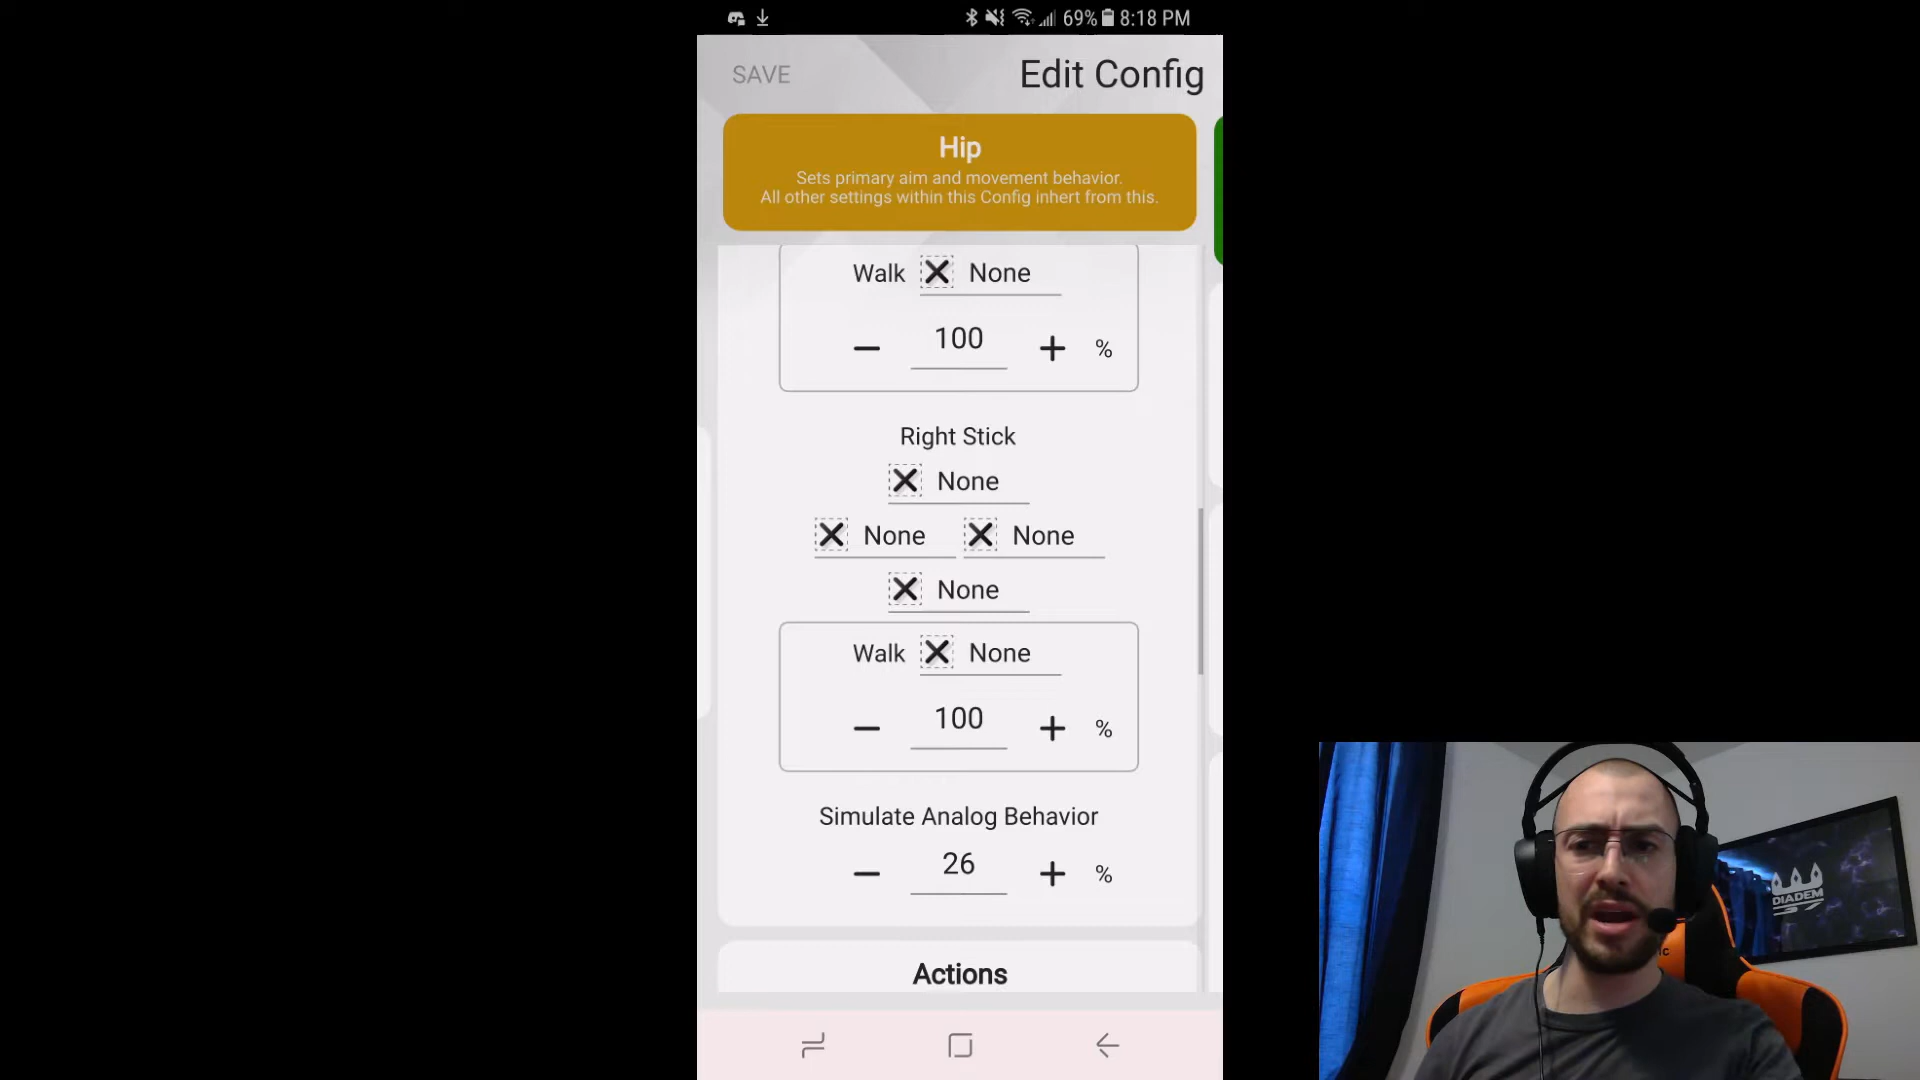 69% 8:18 PM
SAVE Edit Config
Hip
Sets primary aim and movement behavior.
All other settings within this Config inhert from this.
Walk None
− 100 + %
Right Stick
None
None None
None
Walk None
− 100 + %
Simulate Analog Behavior
− 26 + %
Actions
DIADEM
37